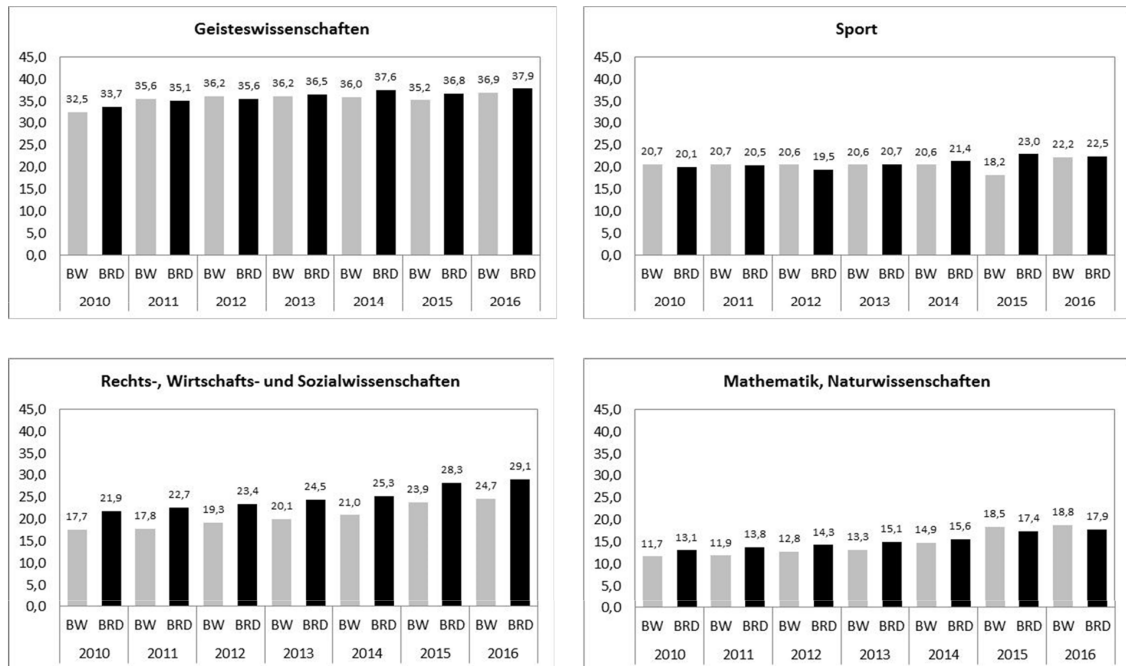 Geisteswissenschaften
45,0
40,0
35,0
30,0
25,0
20,0
15,0
10,0
5,0
0,0
32,5 33,7 35,6 35,1 36,2 35,6 36,2 36,5 36,0 37,6 35,2 36,8 36,9 37,9
BW BRD BW BRD BW BRD BW BRD BW BRD BW BRD BW BRD
2010 2011 2012 2013 2014 2015 2016
Sport
45,0
40,0
35,0
30,0
25,0
20,0
15,0
10,0
5,0
0,0
20,7 20,1 20,7 20,5 20,6 19,5 20,6 20,7 20,6 21,4 18,2 23,0 22,2 22,5
BW BRD BW BRD BW BRD BW BRD BW BRD BW BRD BW BRD
2010 2011 2012 2013 2014 2015 2016
Rechts-, Wirtschafts- und Sozialwissenschaften
45,0
40,0
35,0
30,0
25,0
20,0
15,0
10,0
5,0
0,0
17,7 21,9 17,8 22,7 19,3 23,4 20,1 24,5 21,0 25,3 23,9 28,3 24,7 29,1
BW BRD BW BRD BW BRD BW BRD BW BRD BW BRD BW BRD
2010 2011 2012 2013 2014 2015 2016
Mathematik, Naturwissenschaften
45,0
40,0
35,0
30,0
25,0
20,0
15,0
10,0
5,0
0,0
11,7 13,1 11,9 13,8 12,8 14,3 13,3 15,1 14,9 15,6 18,5 17,4 18,8 17,9
BW BRD BW BRD BW BRD BW BRD BW BRD BW BRD BW BRD
2010 2011 2012 2013 2014 2015 2016